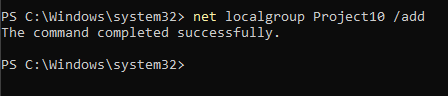 PS C:\Windows\system32> net localgroup Project10 /add
The command completed successfully.
PS C:\Windows\system32>